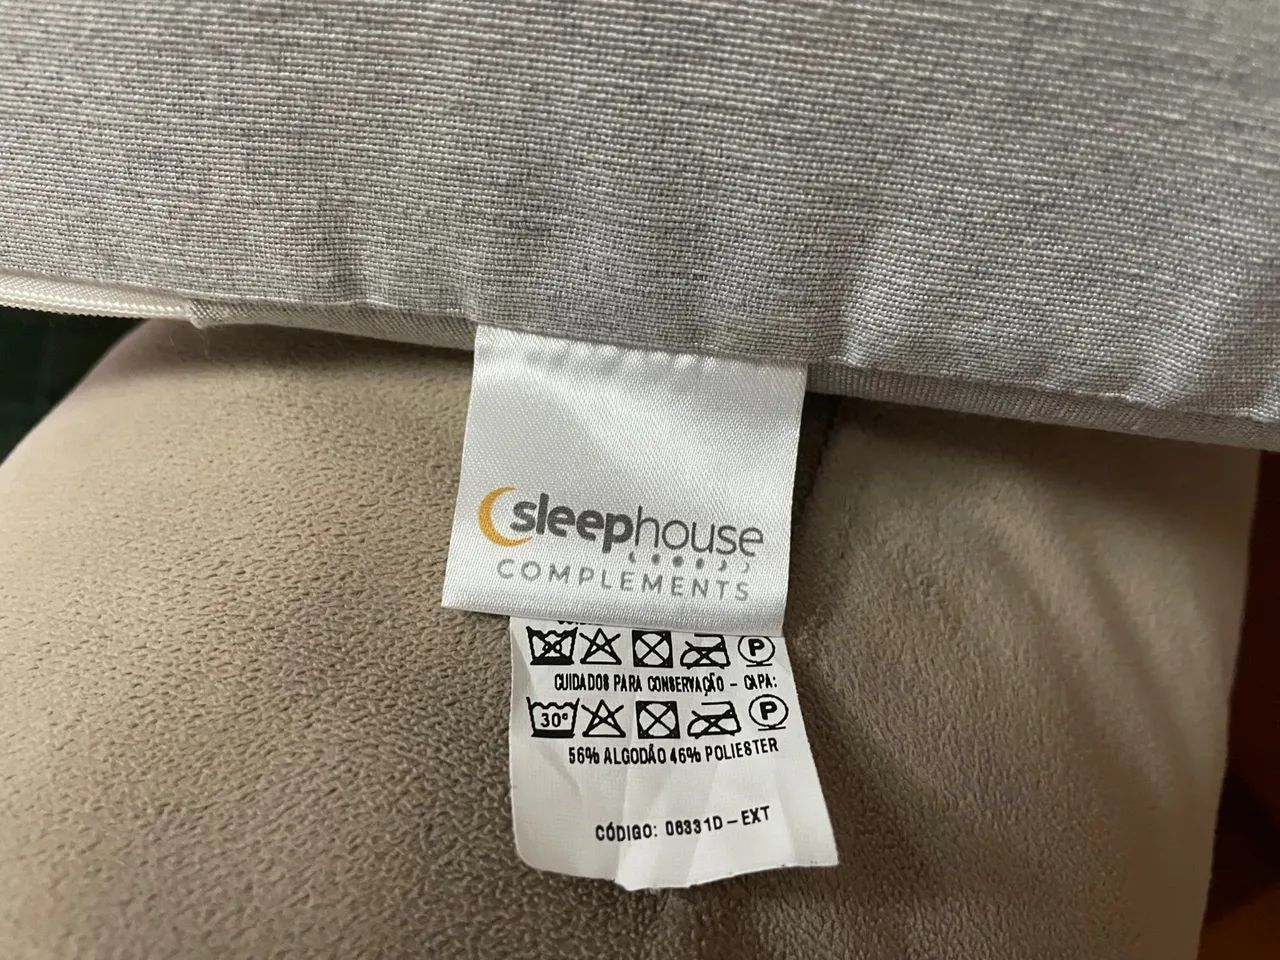 sleephouse
COMPLEMENTS
P
CUIDADOS PARA CONSERVAÇÃO - CAPA:
30° P
56% ALGODÃO 46% POLIESTER
CÓDIGO: 06331D-EXT